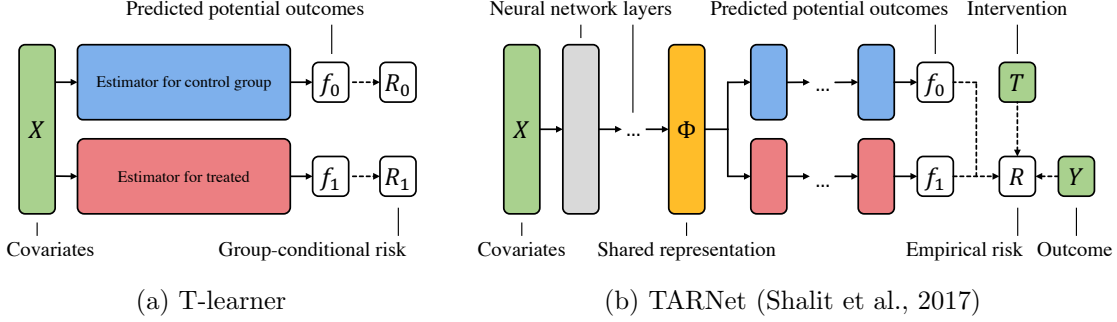 Predicted potential outcomes
X
Estimator for control group
f₀
R₀
Estimator for treated
f₁
R₁
Covariates
Group-conditional risk
(a) T-learner
Neural network layers
Predicted potential outcomes
Intervention
X
...
Φ
...
f₀
T
...
f₁
R
Y
Covariates
Shared representation
Empirical risk
Outcome
(b) TARNet (Shalit et al., 2017)